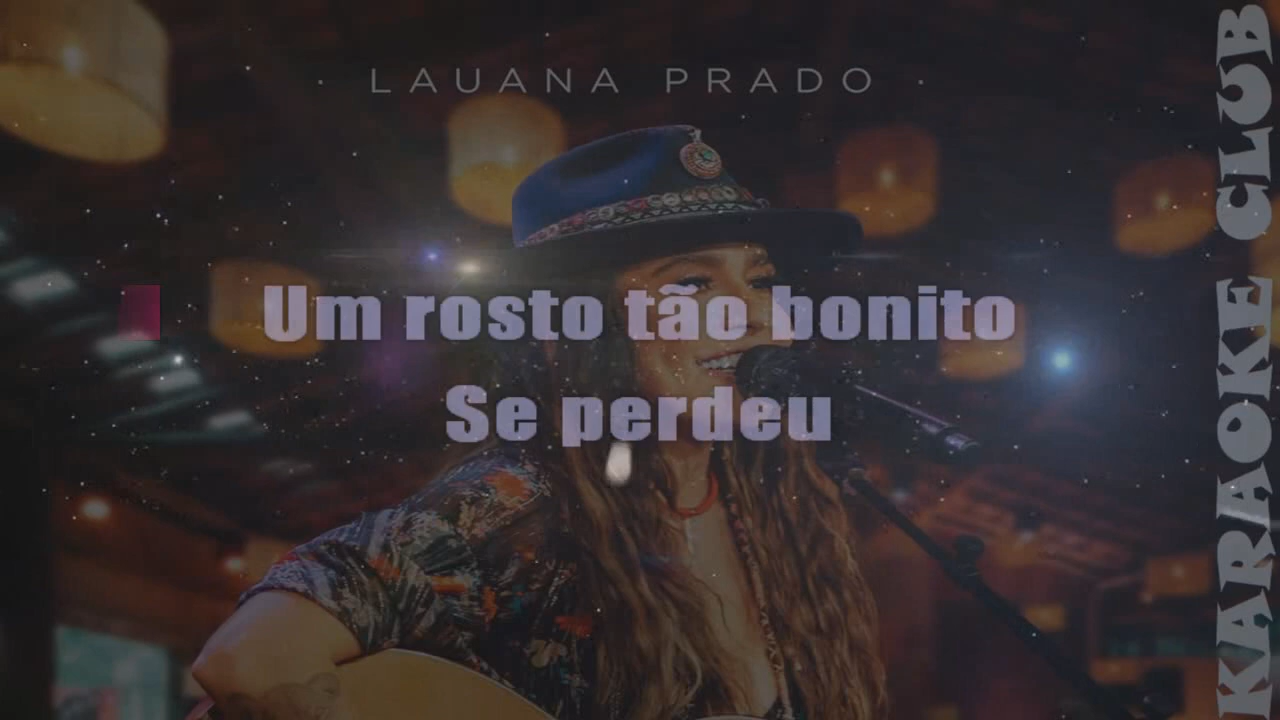 LAUANA PRADO
Um rosto tão bonito
Se perdeu
KARAOKE CLUB